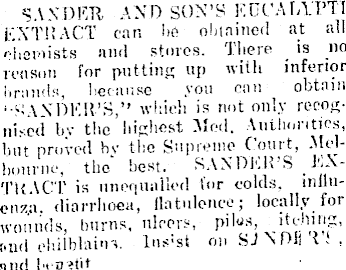 SANDER AND SON'S EUCALYPTI
EXTRACT can be obtained at all
chemists and stores. There is no
reason for putting up with inferior
brands, because you can obtain
"SANDER'S," which is not only recog-
nised by the highest Med. Authorities,
but proved by the Supreme Court, Mel-
bourne, the best. SANDER'S EX-
TRACT is unequalled for colds, influ-
enza, diarrhoea, flatulence; locally for
wounds, burns, ulcers, piles, itching,
and chilblains. Insist on SANDER'S,
and benefit